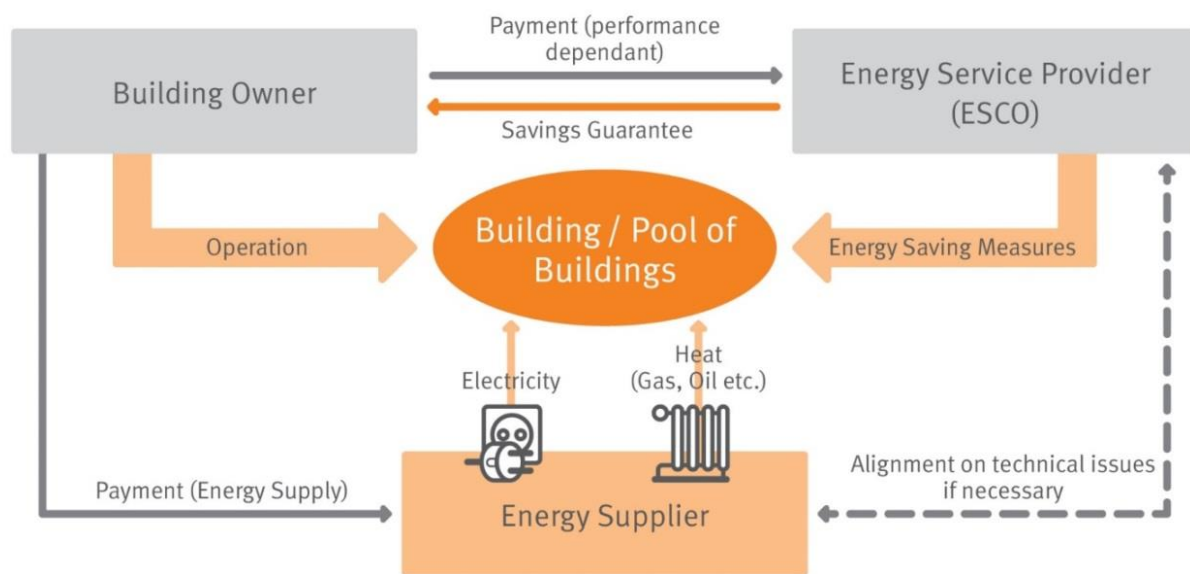 Payment (performance
dependant)
Building Owner
Energy Service Provider
(ESCO)
Savings Guarantee
Building / Pool of
Buildings
Operation
Energy Saving Measures
Electricity
Heat
(Gas, Oil etc.)
Payment (Energy Supply)
Energy Supplier
Alignment on technical issues
if necessary